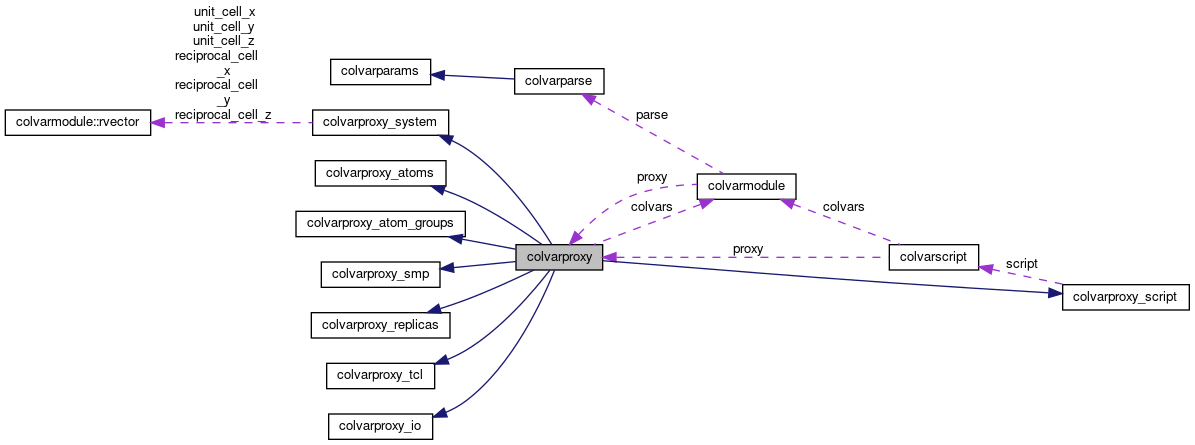 unit_cell_x
unit_cell_y
unit_cell_z
reciprocal_cell
_x
reciprocal_cell
_y
reciprocal_cell_z
colvarparams
colvarparse
colvarmodule::rvector
colvarproxy_system
parse
colvarproxy_atoms
proxy
colvarmodule
colvars
colvars
colvarproxy_atom_groups
colvarproxy
proxy
colvarscript
script
colvarproxy_smp
colvarproxy_script
colvarproxy_replicas
colvarproxy_tcl
colvarproxy_io